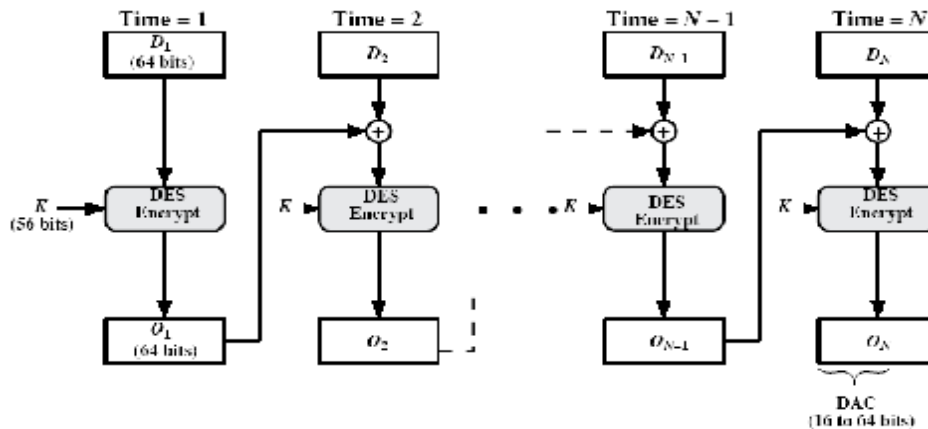 Time = 1
Time = 2
Time = N – 1
Time = N
D1
(64 bits)
D2
DN-1
DN
+
+
+
K
(56 bits)
DES
Encrypt
K
DES
Encrypt
• • •
K
DES
Encrypt
K
DES
Encrypt
O1
(64 bits)
O2
ON-1
ON
DAC
(16 to 64 bits)